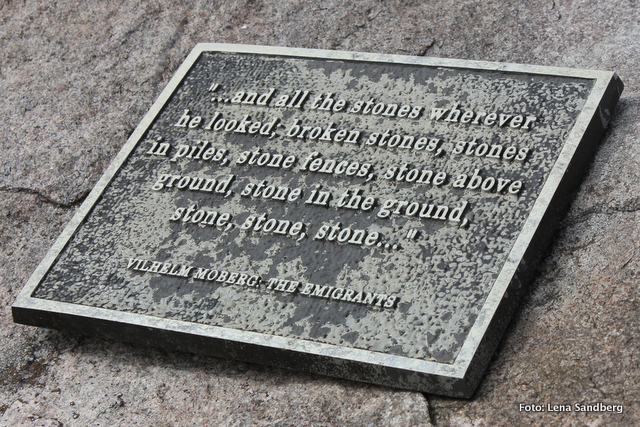 "...and all the stones wherever
he looked; broken stones, stones
in piles, stone fences, stone above
ground, stone in the ground,
stone, stone, stone..."
VILHELM MOBERG: THE EMIGRANTS
Foto: Lena Sandberg